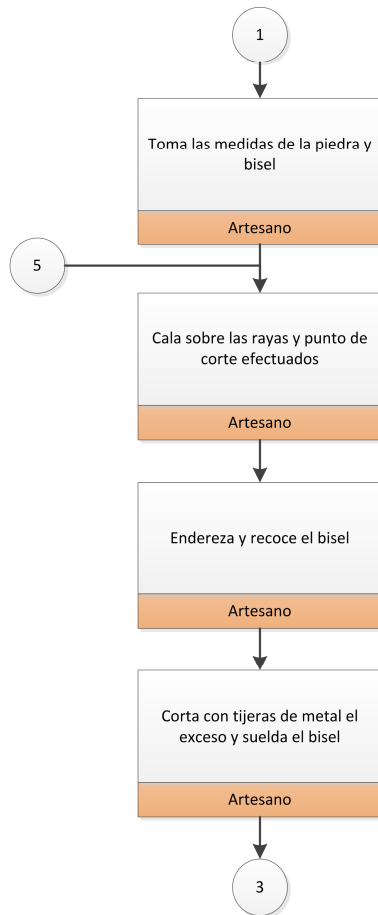 1
Toma las medidas de la piedra y
bisel
Artesano
5
Cala sobre las rayas y punto de
corte efectuados
Artesano
Endereza y recoce el bisel
Artesano
Corta con tijeras de metal el
exceso y suelda el bisel
Artesano
3